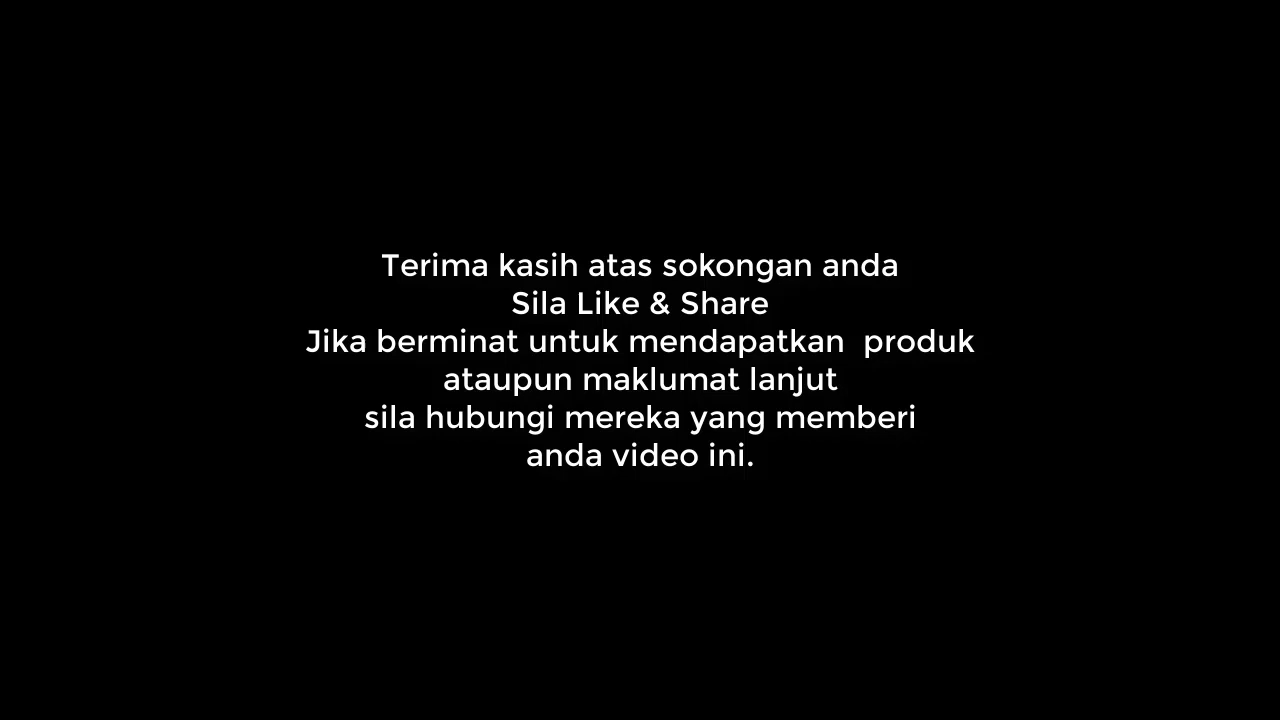 Terima kasih atas sokongan anda
Sila Like & Share
Jika berminat untuk mendapatkan  produk
ataupun maklumat lanjut
sila hubungi mereka yang memberi
anda video ini.